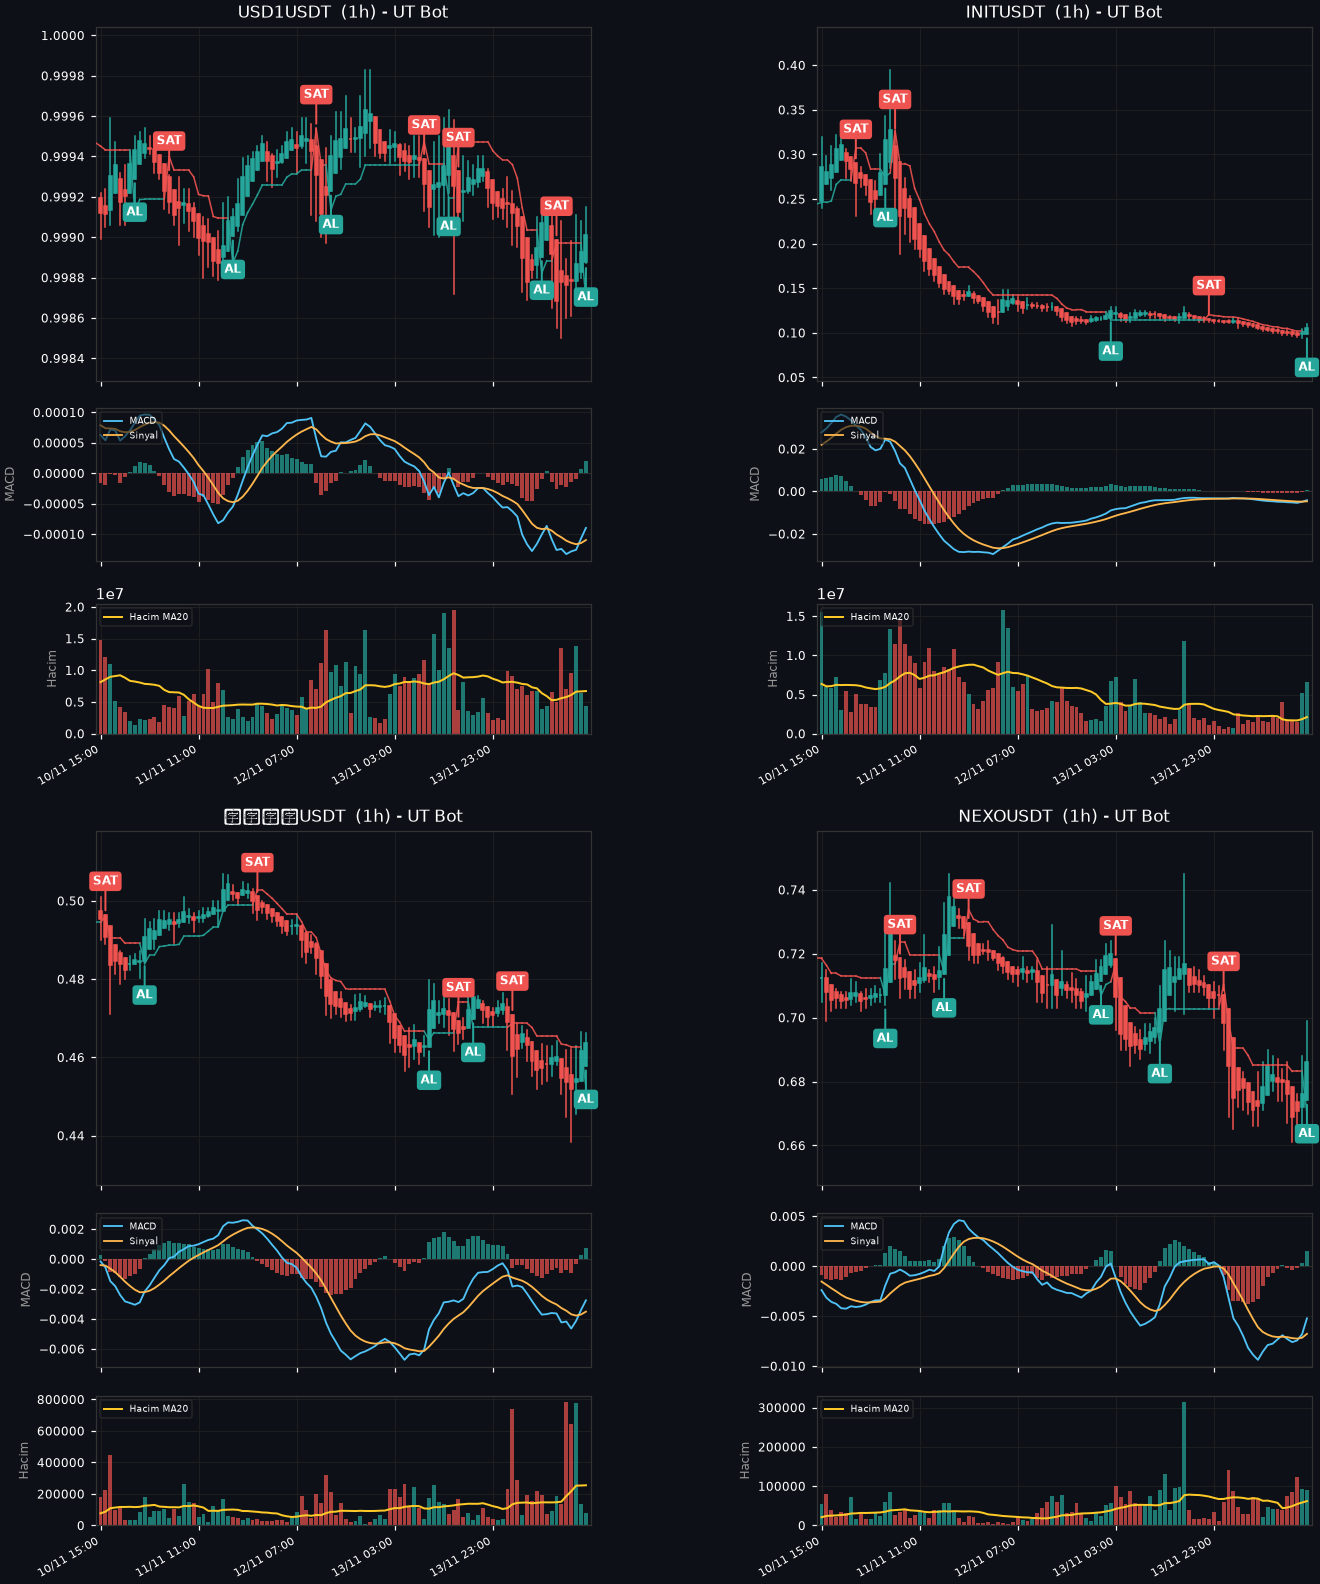 USD1USDT (1h) - UT Bot
1.0000
0.9998
0.9996
0.9994
0.9992
0.9990
0.9988
0.9986
0.9984
SAT
SAT
SAT
SAT
SAT
AL
AL
AL
AL
AL
AL
MACD
0.00010
0.00005
0.00000
−0.00005
−0.00010
MACD
Sinyal
1e7
Hacim
2.0
1.5
1.0
0.5
0.0
Hacim MA20
10/11 15:00
11/11 11:00
12/11 07:00
13/11 03:00
13/11 23:00
INITUSDT (1h) - UT Bot
0.40
0.35
0.30
0.25
0.20
0.15
0.10
0.05
SAT
SAT
SAT
AL
AL
AL
MACD
0.02
0.00
−0.02
MACD
Sinyal
1e7
Hacim
1.5
1.0
0.5
0.0
Hacim MA20
10/11 15:00
11/11 11:00
12/11 07:00
13/11 03:00
13/11 23:00
USDT (1h) - UT Bot
0.50
0.48
0.46
0.44
SAT
SAT
SAT
SAT
AL
AL
AL
AL
MACD
0.002
0.000
−0.002
−0.004
−0.006
MACD
Sinyal
Hacim
800000
600000
400000
200000
0
Hacim MA20
10/11 15:00
11/11 11:00
12/11 07:00
13/11 03:00
13/11 23:00
NEXOUSDT (1h) - UT Bot
0.74
0.72
0.70
0.68
0.66
SAT
SAT
SAT
SAT
AL
AL
AL
AL
AL
MACD
0.005
0.000
−0.005
−0.010
MACD
Sinyal
Hacim
300000
200000
100000
0
Hacim MA20
10/11 15:00
11/11 11:00
12/11 07:00
13/11 03:00
13/11 23:00